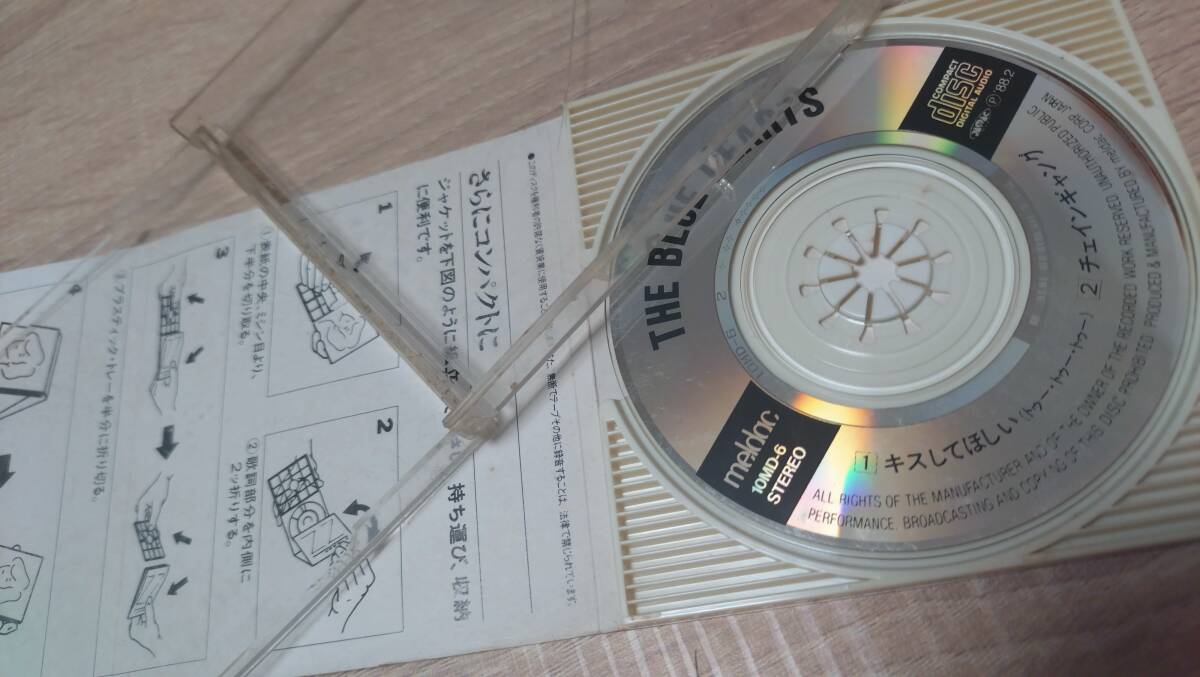 THE BLUE HEARTS
COMPACT
disc
DIGITAL AUDIO
Ⓟ'88.2
meldac
10MD-6
STEREO
1 キスしてほしい (トゥー・トゥー・トゥー) 2 チェインギャング
ALL RIGHTS OF THE MANUFACTURER AND OF THE OWNER OF THE RECORDED WORK RESERVED. UNAUTHORIZED PUBLIC
PERFORMANCE, BROADCASTING AND COPYING OF THIS DISC PROHIBITED PRODUCED & MANUFACTURED BY meldac CORP. JAPAN
10MD-6 2
さらにコンパクトに
ジャケットを下図のように
持ち運び、収納
に便利です。
1
①表紙の中央、ミシン目より、
下半分を切り取る。
2
②歌詞部分を内側に
2ッ折りする。
3
③プラスティック・トレーを半分に折り切る。